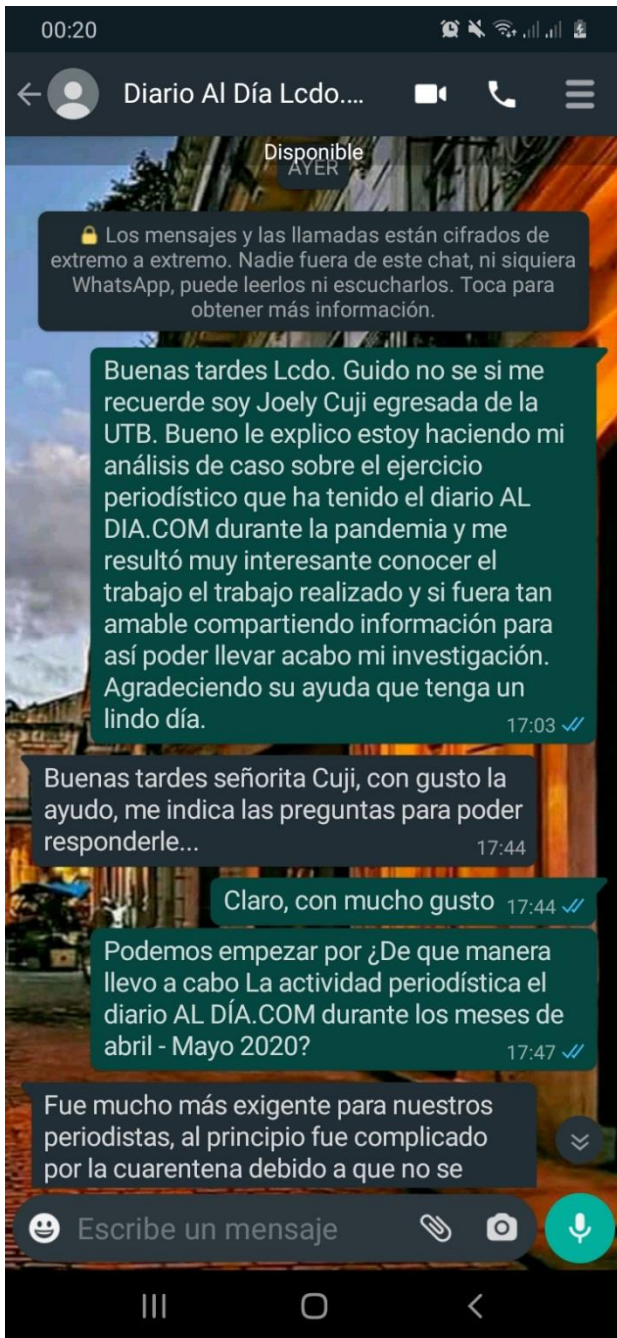 00:20
Diario Al Día Lcdo....
Disponible
AYER
Los mensajes y las llamadas están cifrados de
extremo a extremo. Nadie fuera de este chat, ni siquiera
WhatsApp, puede leerlos ni escucharlos. Toca para
obtener más información.
Buenas tardes Lcdo. Guido no se si me
recuerde soy Joely Cuji egresada de la
UTB. Bueno le explico estoy haciendo mi
análisis de caso sobre el ejercicio
periodístico que ha tenido el diario AL
DIA.COM durante la pandemia y me
resultó muy interesante conocer el
trabajo el trabajo realizado y si fuera tan
amable compartiendo información para
así poder llevar acabo mi investigación.
Agradeciendo su ayuda que tenga un
lindo día.
17:03
Buenas tardes señorita Cuji, con gusto la
ayudo, me indica las preguntas para poder
responderle...
17:44
Claro, con mucho gusto 17:44
Podemos empezar por ¿De que manera
llevo a cabo La actividad periodística el
diario AL DÍA.COM durante los meses de
abril - Mayo 2020?
17:47
Fue mucho más exigente para nuestros
periodistas, al principio fue complicado
por la cuarentena debido a que no se
Escribe un mensaje